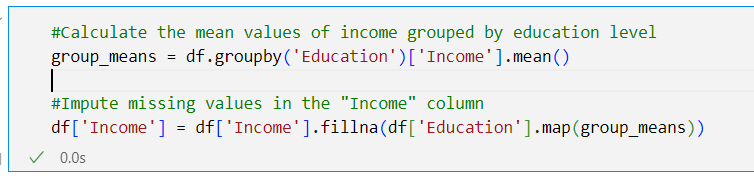 #Calculate the mean values of income grouped by education level
group_means = df.groupby('Education')['Income'].mean()
#Impute missing values in the "Income" column
df['Income'] = df['Income'].fillna(df['Education'].map(group_means))
0.0s